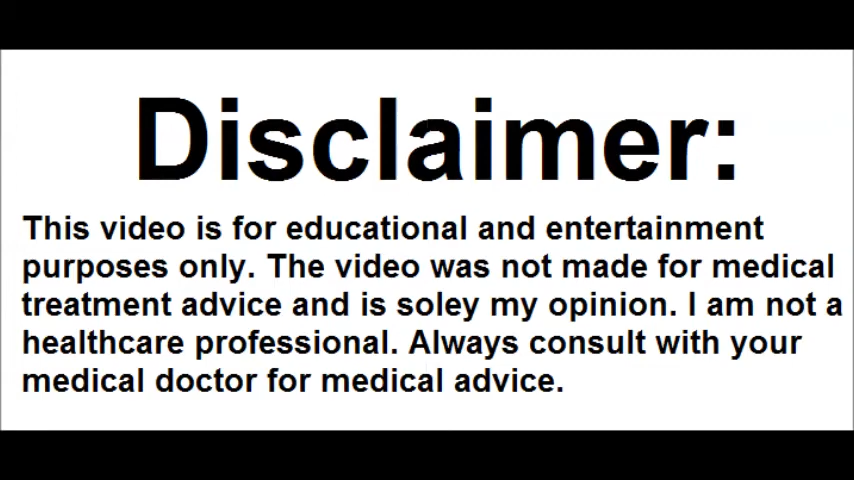 Disclaimer:
This video is for educational and entertainment
purposes only. The video was not made for medical
treatment advice and is soley my opinion. I am not a
healthcare professional. Always consult with your
medical doctor for medical advice.